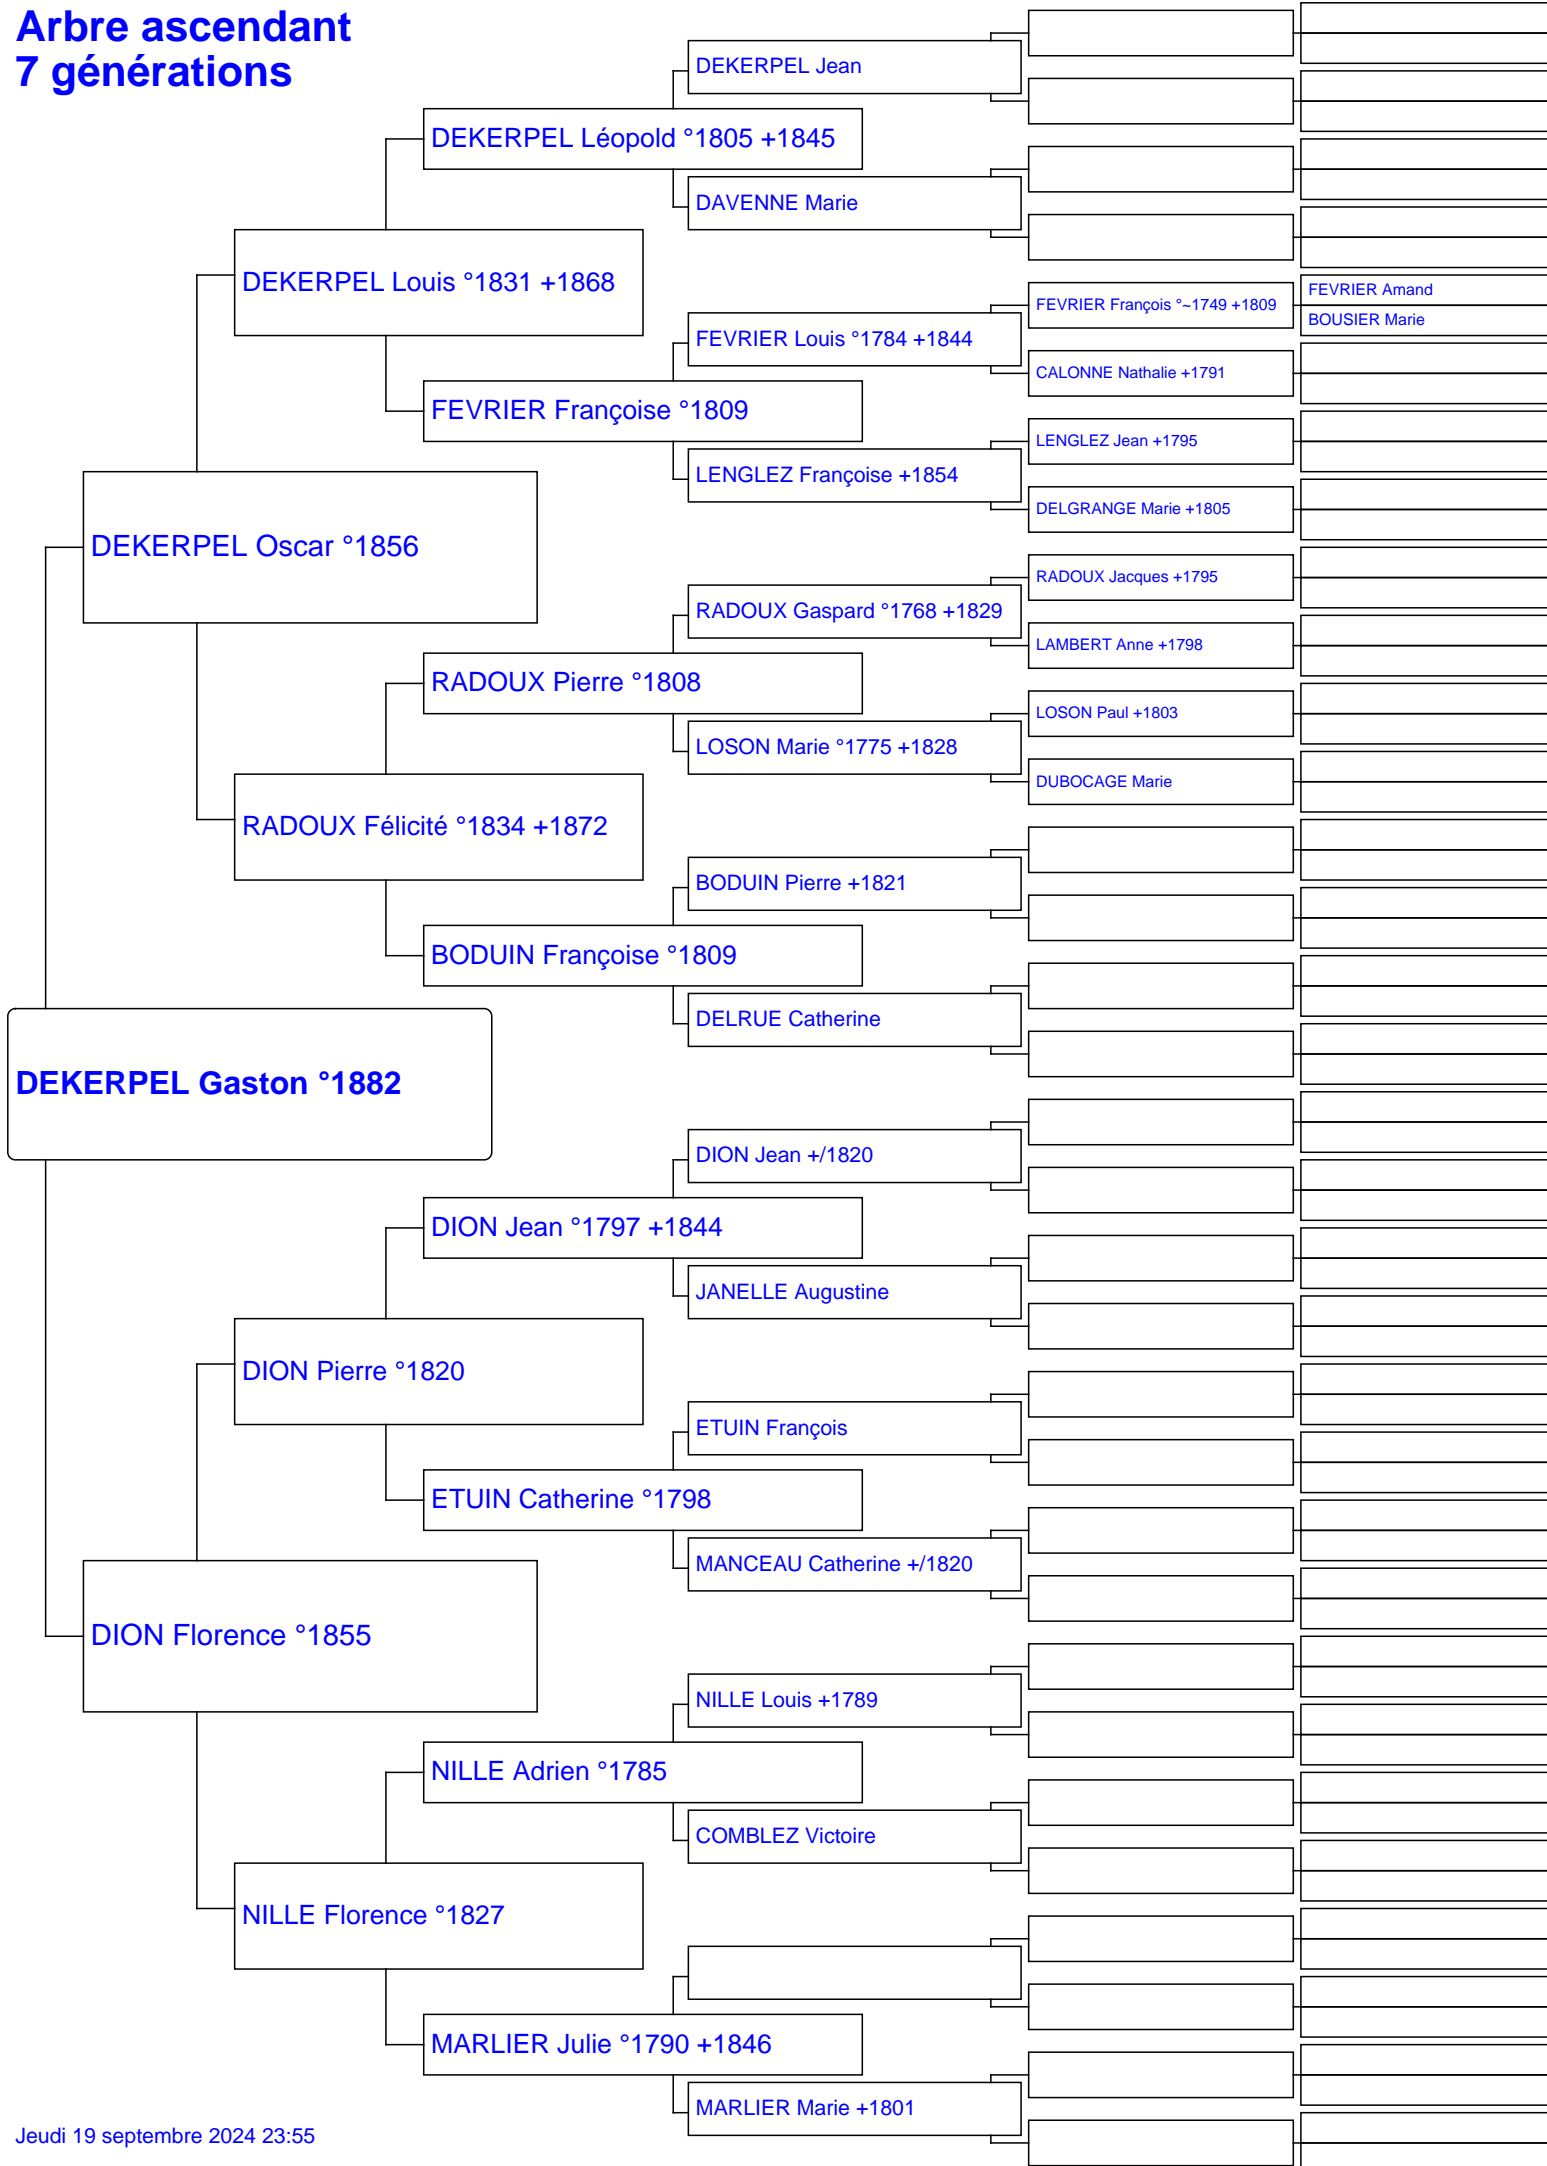 Arbre ascendant
7 générations
DEKERPEL Jean
DEKERPEL Léopold °1805 +1845
DAVENNE Marie
DEKERPEL Louis °1831 +1868
FEVRIER Amand
FEVRIER François °~1749 +1809
BOUSIER Marie
FEVRIER Louis °1784 +1844
CALONNE Nathalie +1791
FEVRIER Françoise °1809
LENGLEZ Jean +1795
LENGLEZ Françoise +1854
DELGRANGE Marie +1805
DEKERPEL Oscar °1856
RADOUX Jacques +1795
RADOUX Gaspard °1768 +1829
LAMBERT Anne +1798
RADOUX Pierre °1808
LOSON Paul +1803
LOSON Marie °1775 +1828
DUBOCAGE Marie
RADOUX Félicité °1834 +1872
BODUIN Pierre +1821
BODUIN Françoise °1809
DELRUE Catherine
DEKERPEL Gaston °1882
DION Jean +/1820
DION Jean °1797 +1844
JANELLE Augustine
DION Pierre °1820
ETUIN François
ETUIN Catherine °1798
MANCEAU Catherine +/1820
DION Florence °1855
NILLE Louis +1789
NILLE Adrien °1785
COMBLEZ Victoire
NILLE Florence °1827
MARLIER Julie °1790 +1846
MARLIER Marie +1801
Jeudi 19 septembre 2024 23:55